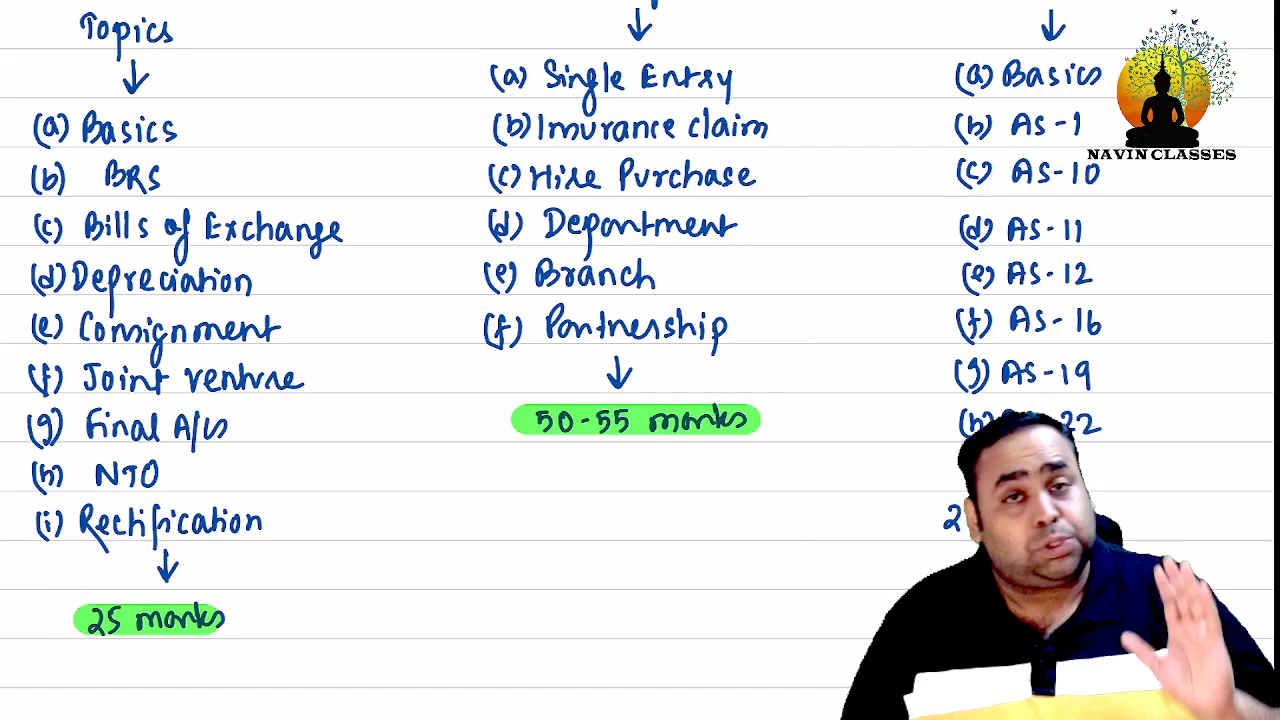 Topics
(a) Basics
(b) BRS
(c) Bills of Exchange
(d) Depreciation
(e) Consignment
(f) Joint venture
(g) Final A/cs
(h) NTO
(i) Rectification
25 marks
(a) Single Entry
(b) Insurance claim
(c) Hire Purchase
(d) Department
(e) Branch
(f) Partnership
50-55 marks
(a) Basics
(b) AS-1
(c) AS-10
(d) AS-11
(e) AS-12
(f) AS-16
(g) AS-19
(h) 22
2
NAVIN CLASSES